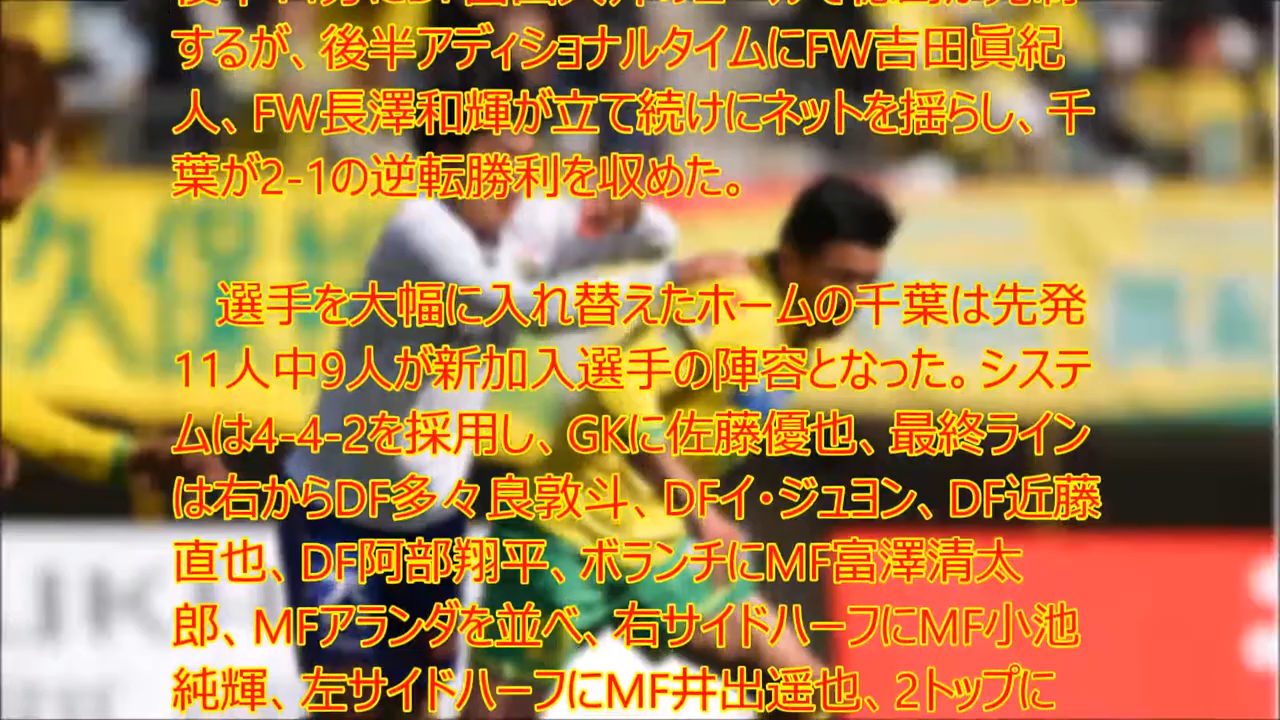 するが、後半アディショナルタイムにFW吉田眞紀
人、FW長澤和輝が立て続けにネットを揺らし、千
葉が2-1の逆転勝利を収めた。
選手を大幅に入れ替えたホームの千葉は先発
11人中9人が新加入選手の陣容となった。システ
ムは4-4-2を採用し、GKに佐藤優也、最終ライン
は右からDF多々良敦斗、DFイ・ジュヨン、DF近藤
直也、DF阿部翔平、ボランチにMF富澤清太
郎、MFアランダを並べ、右サイドハーフにMF小池
純輝、左サイドハーフにMF井出遥也、2トップに